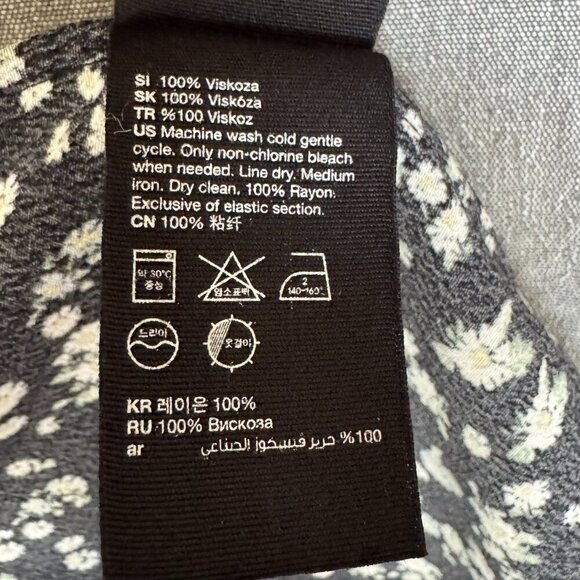 SI 100% Viskoza
SK 100% Viskóza
TR %100 Viskoz
US Machine wash cold gentle
cycle. Only non-chlorine bleach
when needed. Line dry. Medium
iron. Dry clean. 100% Rayon.
Exclusive of elastic section.
CN 100% 粘纤
약 30°C
중성
염소표백
2
140~160°
드라이
옷걸이
KR 레이온 100%
RU 100% Вискоза
ar %100 حرير فيسكوز الصناعي